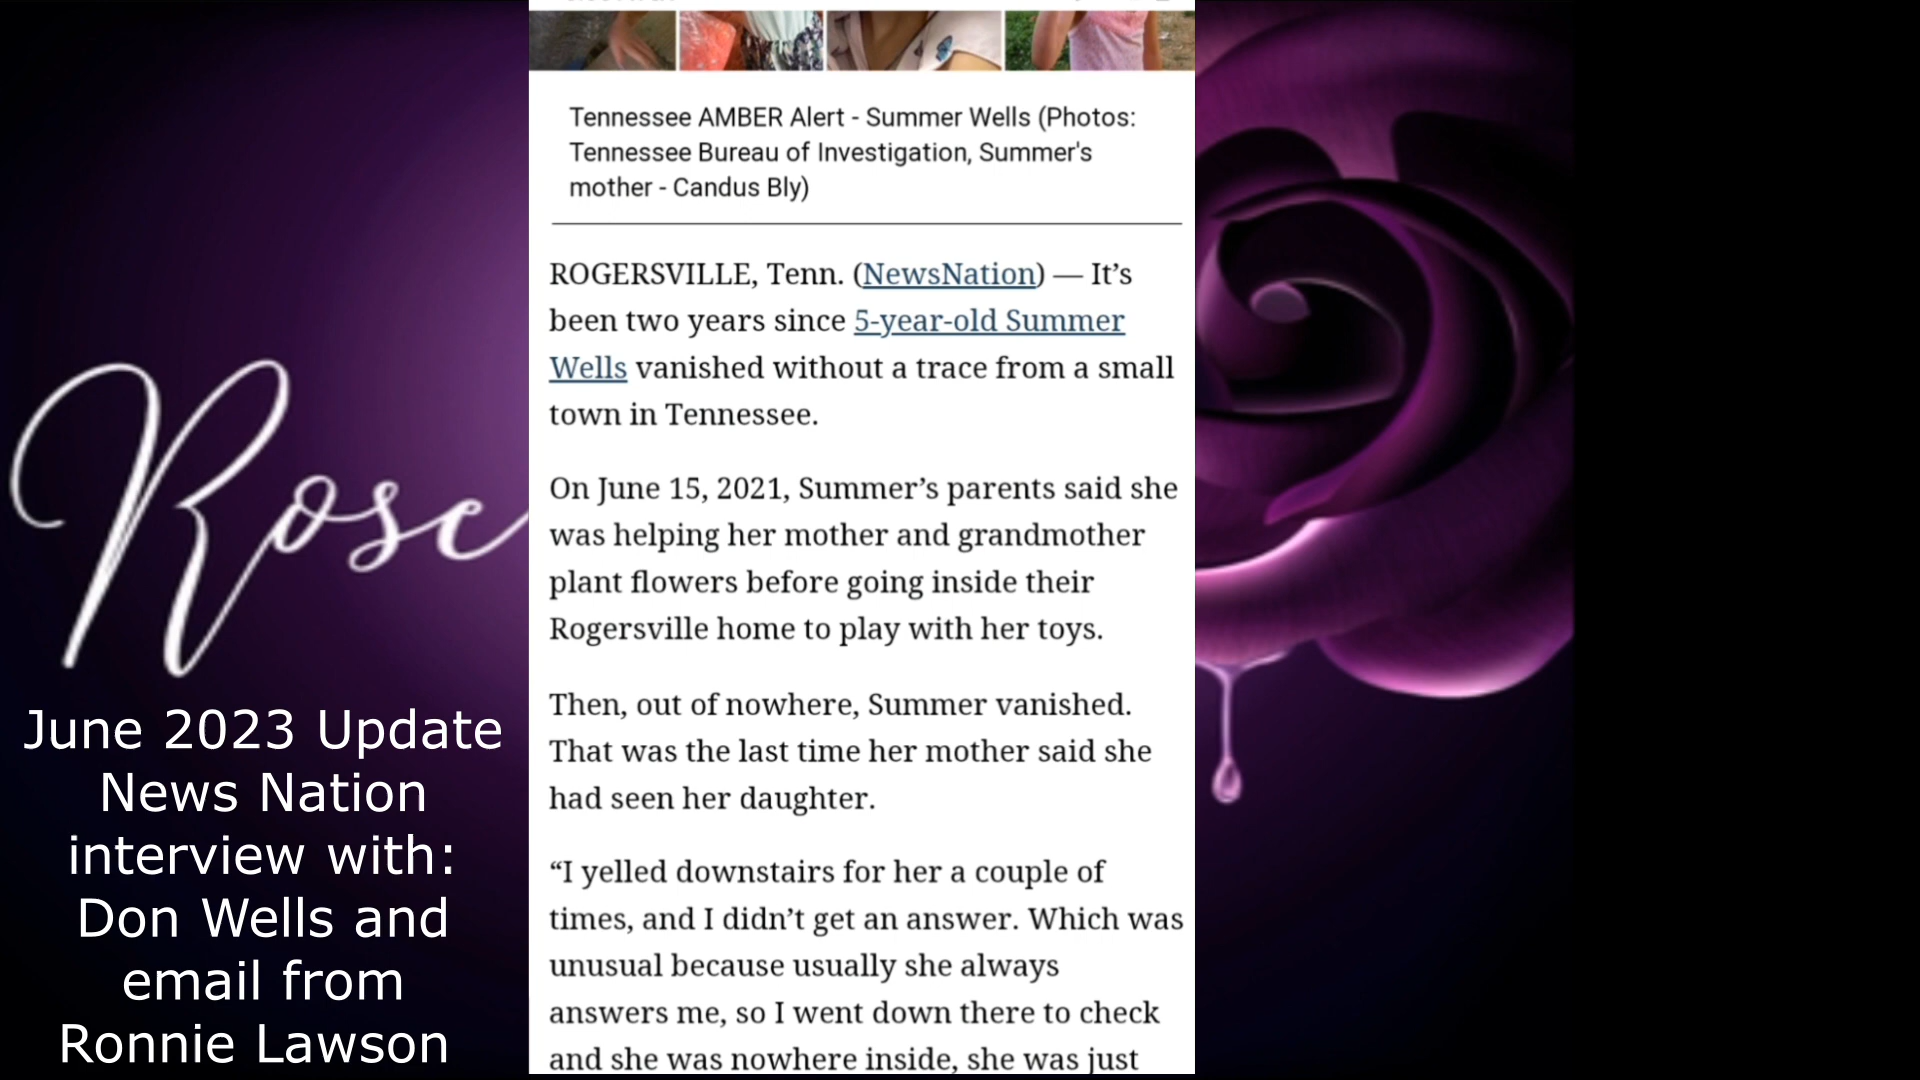 Rose
June 2023 Update
News Nation
interview with:
Don Wells and
email from
Ronnie Lawson
Tennessee AMBER Alert - Summer Wells (Photos:
Tennessee Bureau of Investigation, Summer's
mother - Candus Bly)
ROGERSVILLE, Tenn. (NewsNation) — It’s
been two years since 5-year-old Summer
Wells vanished without a trace from a small
town in Tennessee.
On June 15, 2021, Summer’s parents said she
was helping her mother and grandmother
plant flowers before going inside their
Rogersville home to play with her toys.
Then, out of nowhere, Summer vanished.
That was the last time her mother said she
had seen her daughter.
“I yelled downstairs for her a couple of
times, and I didn’t get an answer. Which was
unusual because usually she always
answers me, so I went down there to check
and she was nowhere inside, she was just